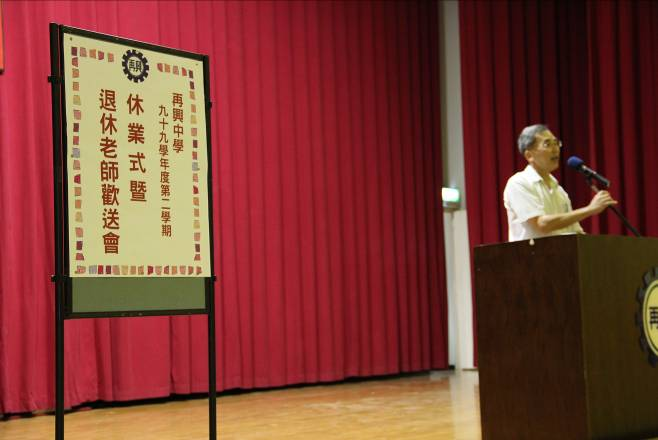 再興
再興中學
九十九學年度第二學期
休業式暨
退休老師歡送會